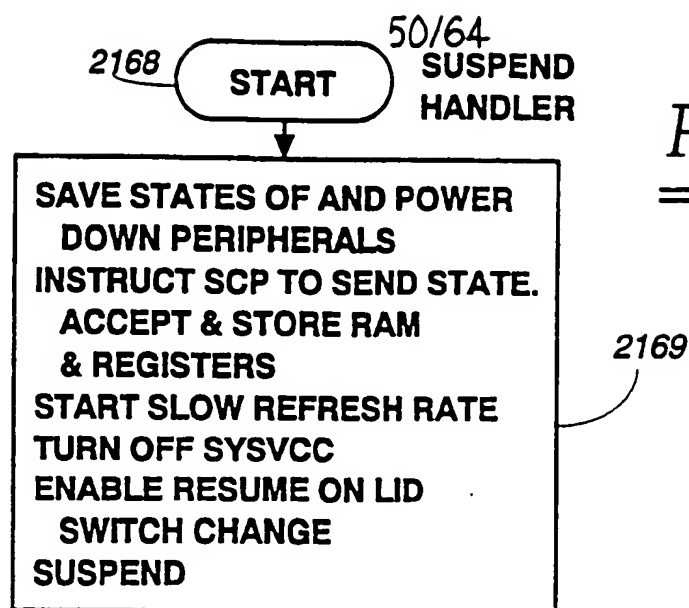 50/64
2168
START
SUSPEND
HANDLER
SAVE STATES OF AND POWER
DOWN PERIPHERALS
INSTRUCT SCP TO SEND STATE.
ACCEPT & STORE RAM
& REGISTERS
START SLOW REFRESH RATE
TURN OFF SYSVCC
ENABLE RESUME ON LID
SWITCH CHANGE
SUSPEND
2169